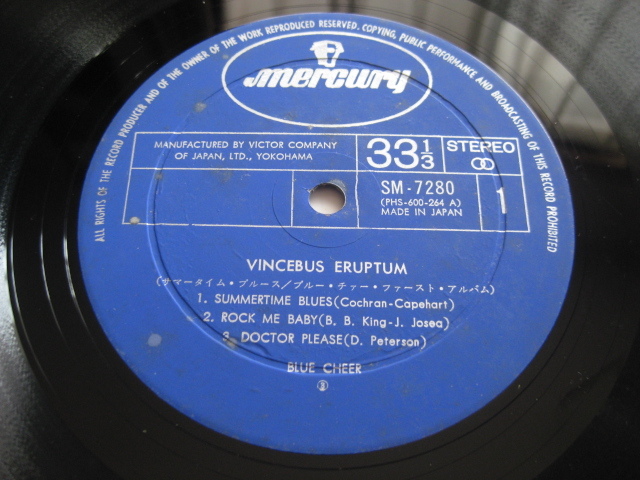 ALL RIGHTS OF THE RECORD PRODUCER AND OF THE OWNER OF THE WORK REPRODUCED RESERVED. COPYING, PUBLIC PERFORMANCE AND BROADCASTING OF THIS RECORD PROHIBITED
mercury
MANUFACTURED BY VICTOR COMPANY
OF JAPAN, LTD., YOKOHAMA
33 1/3
STEREO
SM-7280
(PHS-600-264 A)
MADE IN JAPAN
1
VINCEBUS ERUPTUM
(サマータイム・ブルース/ブルー・チアー・ファースト・アルバム)
1. SUMMERTIME BLUES(Cochran-Capehart)
2. ROCK ME BABY(B. B. King-J. Josea)
3. DOCTOR PLEASE(D. Peterson)
BLUE CHEER